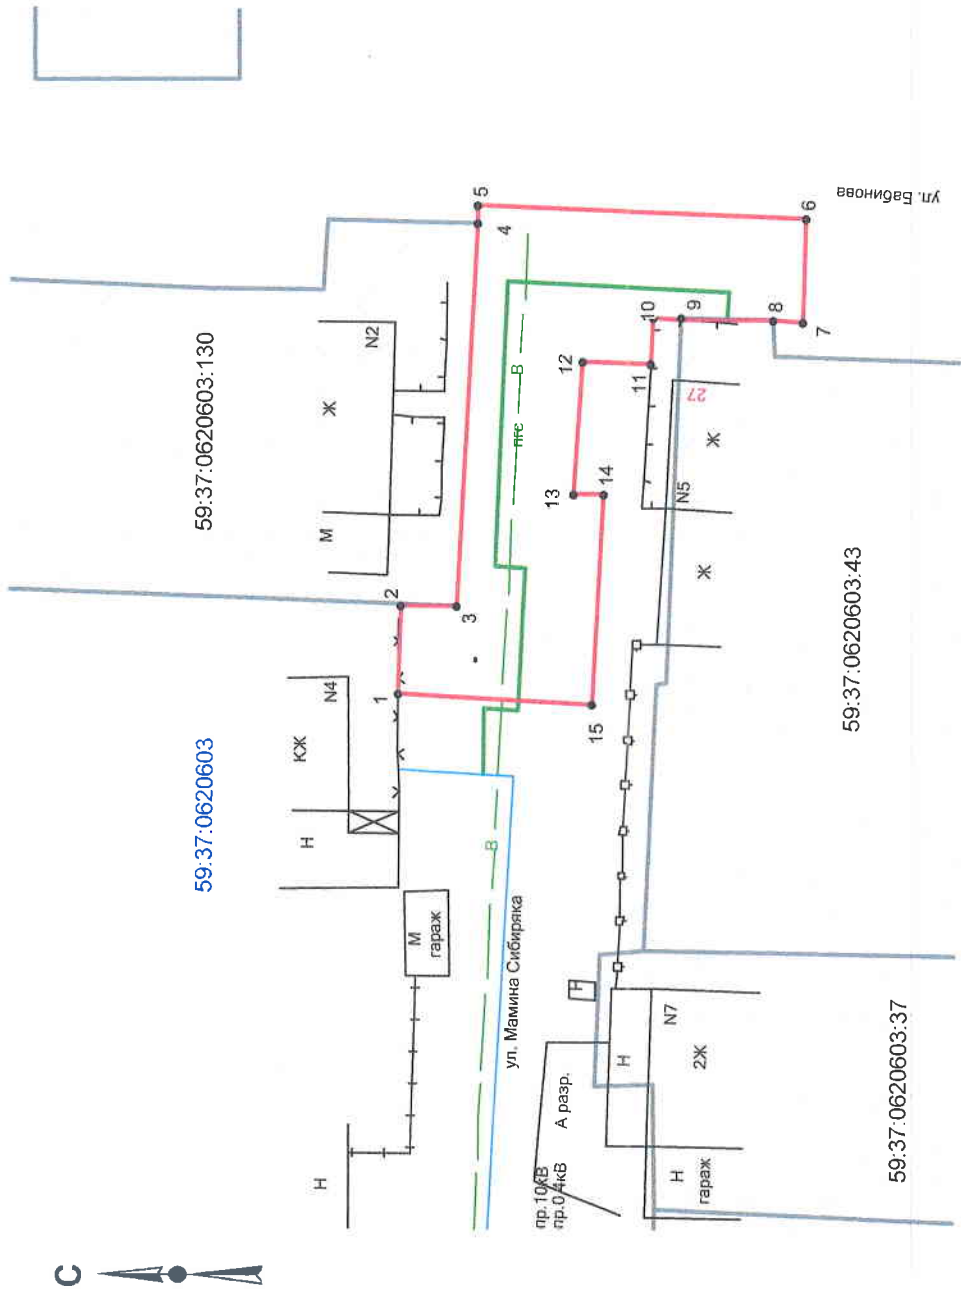 С
59:37:0620603
59:37:0620603:130
Н
Н
КЖ
N4
М
Ж
N2
М
гараж
1
2
3
4
5
В
пгс
В
ул. Мамина Сибиряка
12
13
14
15
10
9
11
8
7
6
ул. Бабинова
пр.10кВ
пр.0,4кВ
А разр.
Г
Н
N7
2Ж
Н
гараж
Ж
N5
Ж
27
59:37:0620603:43
59:37:0620603:37